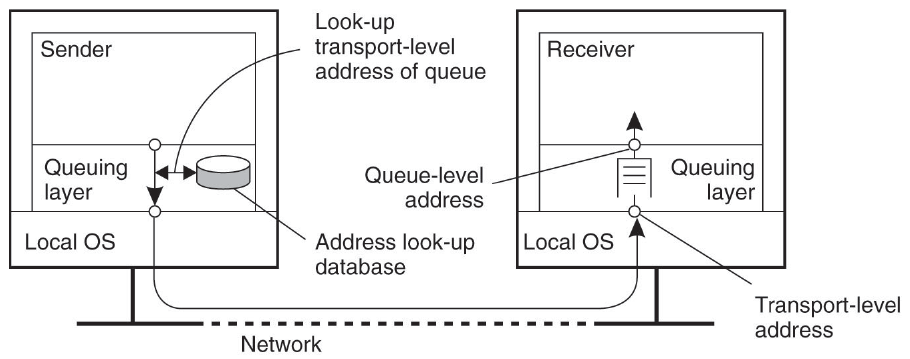 Look-up
transport-level
address of queue
Sender
Receiver
Queuing
layer
Queue-level
address
Queuing
layer
Local OS
Address look-up
database
Local OS
Transport-level
address
Network